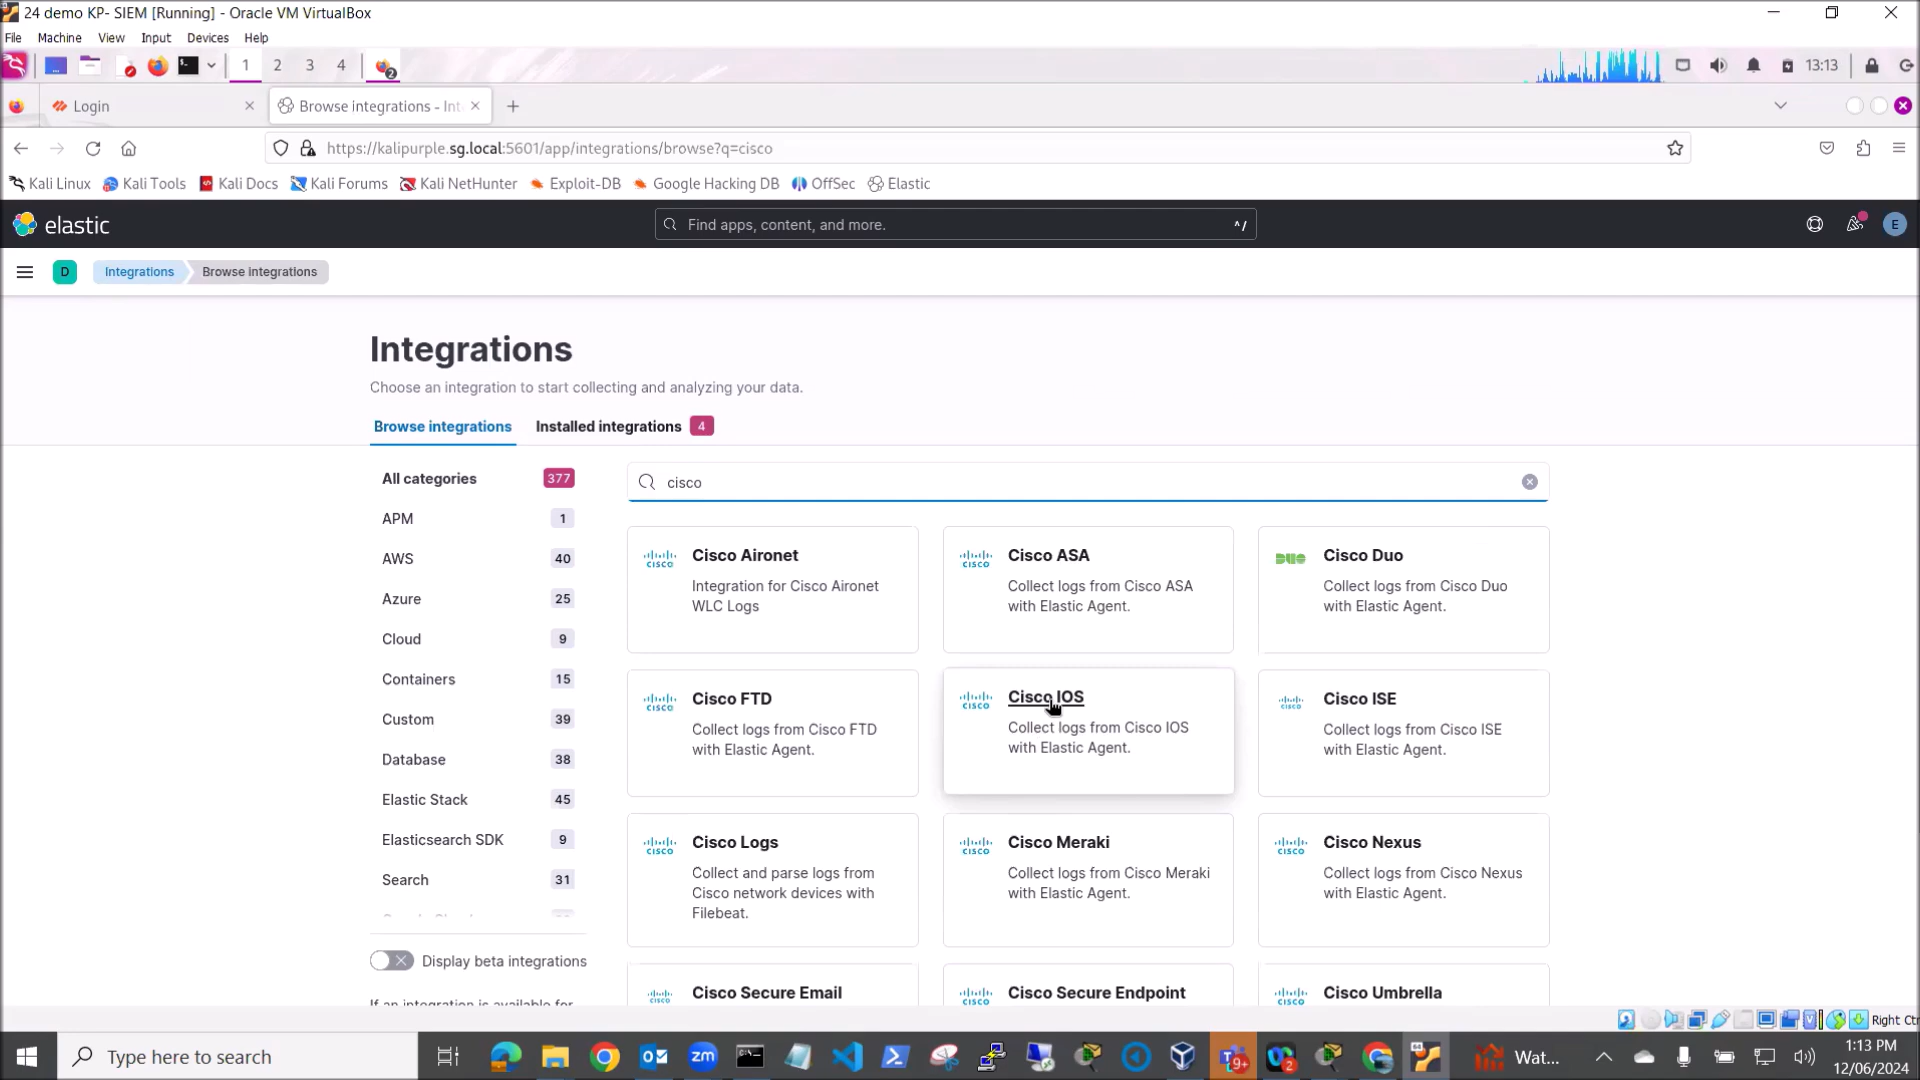 24 demo KP- SIEM [Running] - Oracle VM VirtualBox
File Machine View Input Devices Help
1 2 3 4 2 13:13
Login Browse integrations - Int
https://kalipurple.sg.local:5601/app/integrations/browse?q=cisco
Kali Linux Kali Tools Kali Docs Kali Forums Kali NetHunter Exploit-DB Google Hacking DB OffSec Elastic
elastic Find apps, content, and more. ^/ E
D Integrations Browse integrations
Integrations
Choose an integration to start collecting and analyzing your data.
Browse integrations Installed integrations 4
All categories 377
APM 1
AWS 40
Azure 25
Cloud 9
Containers 15
Custom 39
Database 38
Elastic Stack 45
Elasticsearch SDK 9
Search 31
Display beta integrations
If an integration is available for
cisco
Cisco Aironet
Integration for Cisco Aironet
WLC Logs
Cisco ASA
Collect logs from Cisco ASA
with Elastic Agent.
Cisco Duo
Collect logs from Cisco Duo
with Elastic Agent.
Cisco FTD
Collect logs from Cisco FTD
with Elastic Agent.
Cisco IOS
Collect logs from Cisco IOS
with Elastic Agent.
Cisco ISE
Collect logs from Cisco ISE
with Elastic Agent.
Cisco Logs
Collect and parse logs from
Cisco network devices with
Filebeat.
Cisco Meraki
Collect logs from Cisco Meraki
with Elastic Agent.
Cisco Nexus
Collect logs from Cisco Nexus
with Elastic Agent.
Cisco Secure Email
Cisco Secure Endpoint
Cisco Umbrella
Right Ctr
Type here to search zm 9+ 2 Wat... 1:13 PM
12/06/2024